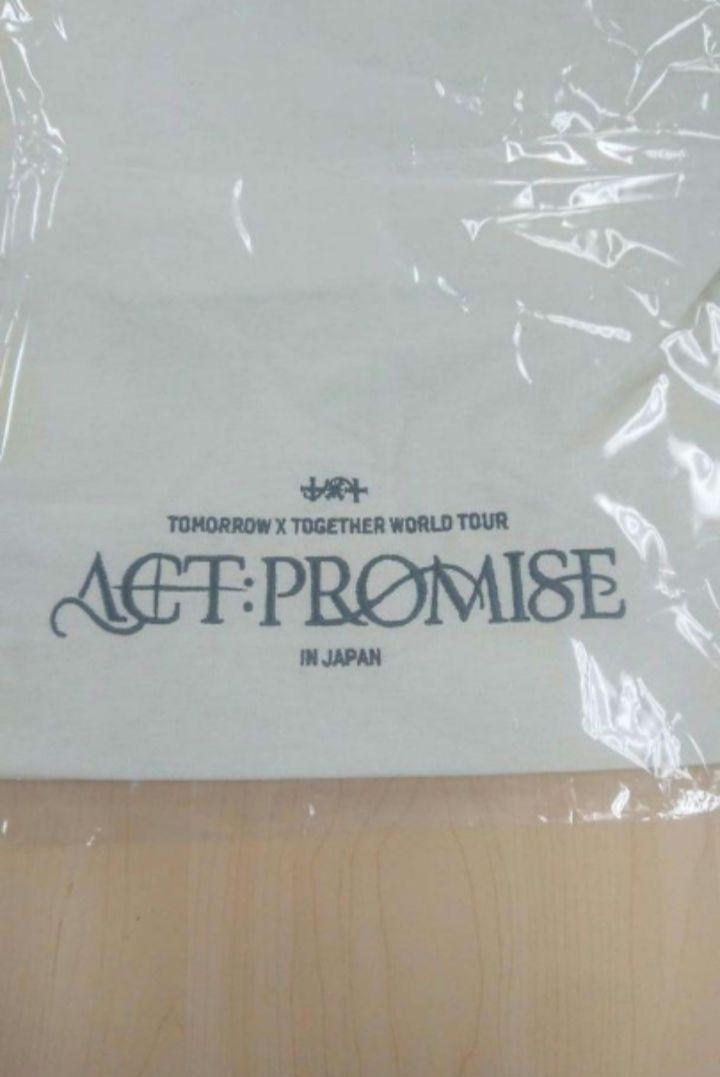 TOMORROW X TOGETHER WORLD TOUR
ACT:PROMISE
IN JAPAN